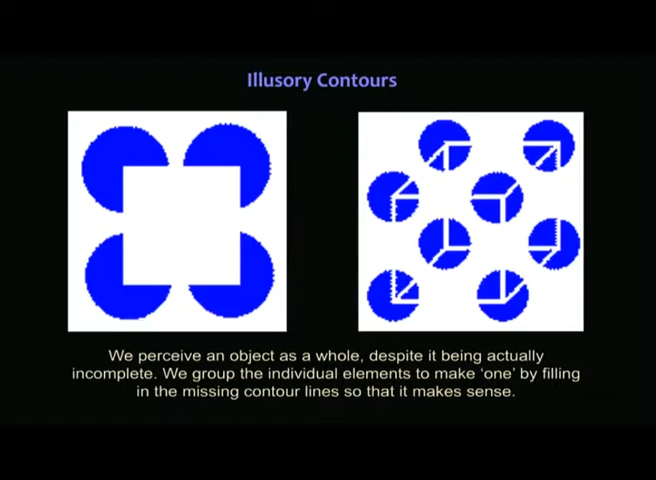 Illusory Contours
We perceive an object as a whole, despite it being actually
incomplete. We group the individual elements to make ‘one’ by filling
in the missing contour lines so that it makes sense.